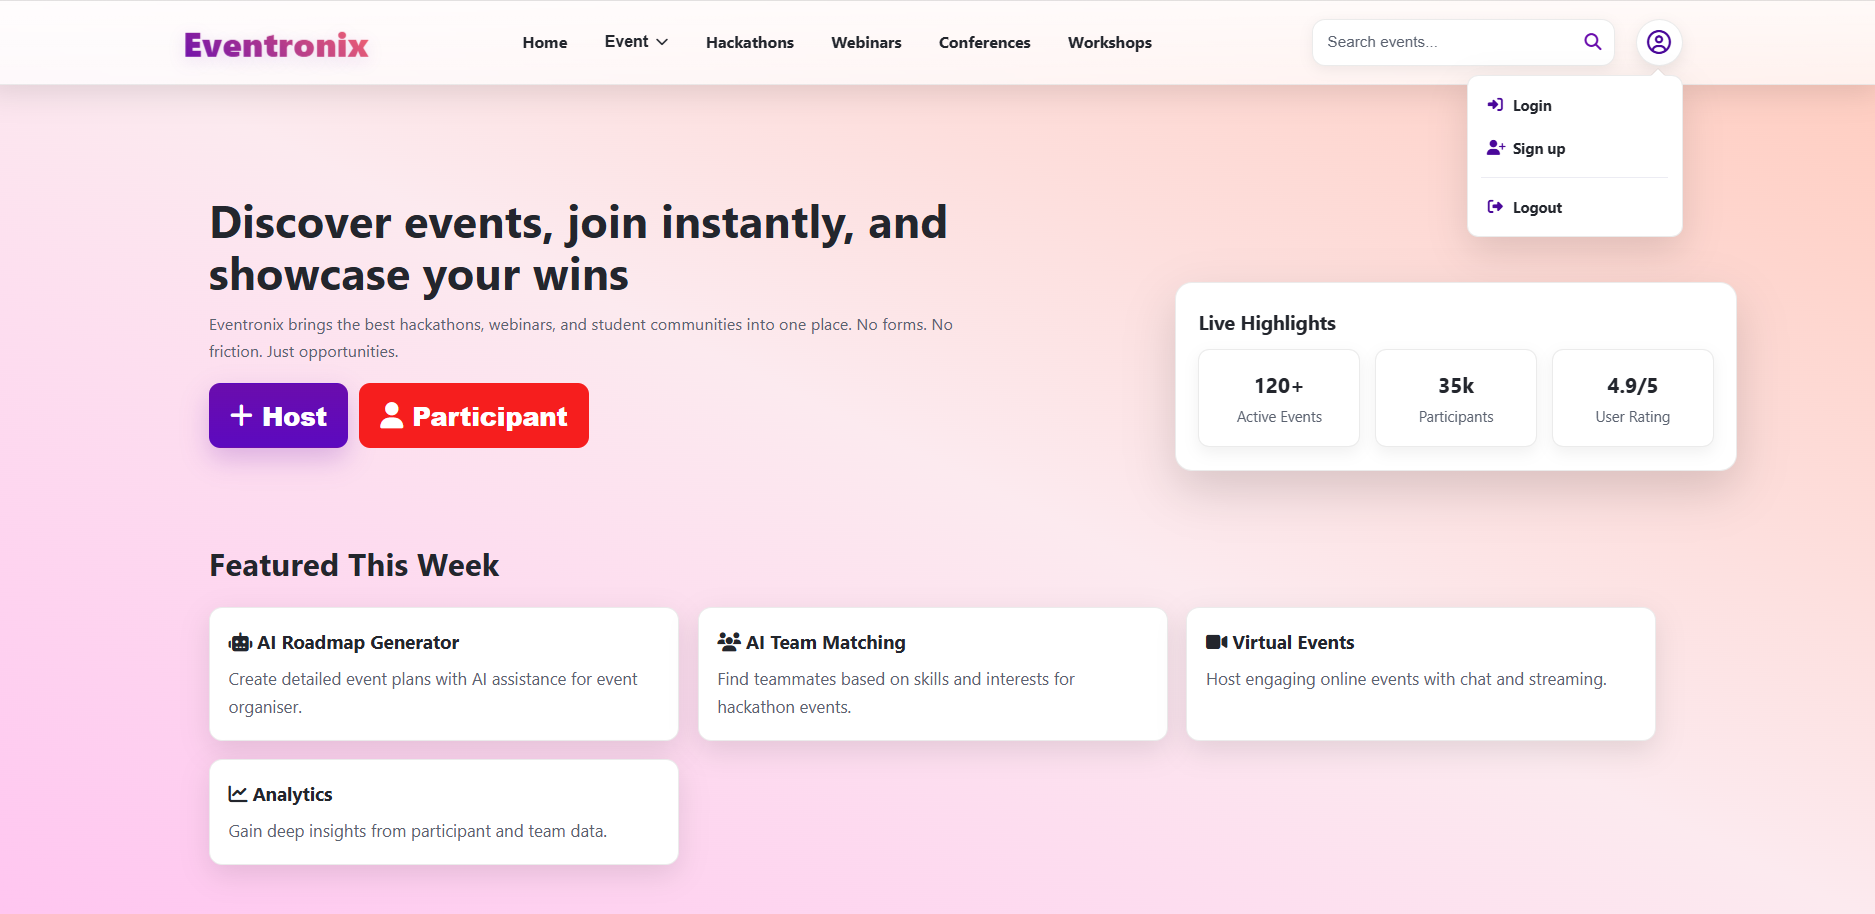 Eventronix
Home
Event
Hackathons
Webinars
Conferences
Workshops
Search events...
Login
Sign up
Logout
Discover events, join instantly, and
showcase your wins
Eventronix brings the best hackathons, webinars, and student communities into one place. No forms. No
friction. Just opportunities.
Host
Participant
Live Highlights
120+
Active Events
35k
Participants
4.9/5
User Rating
Featured This Week
AI Roadmap Generator
Create detailed event plans with AI assistance for event
organiser.
AI Team Matching
Find teammates based on skills and interests for
hackathon events.
Virtual Events
Host engaging online events with chat and streaming.
Analytics
Gain deep insights from participant and team data.